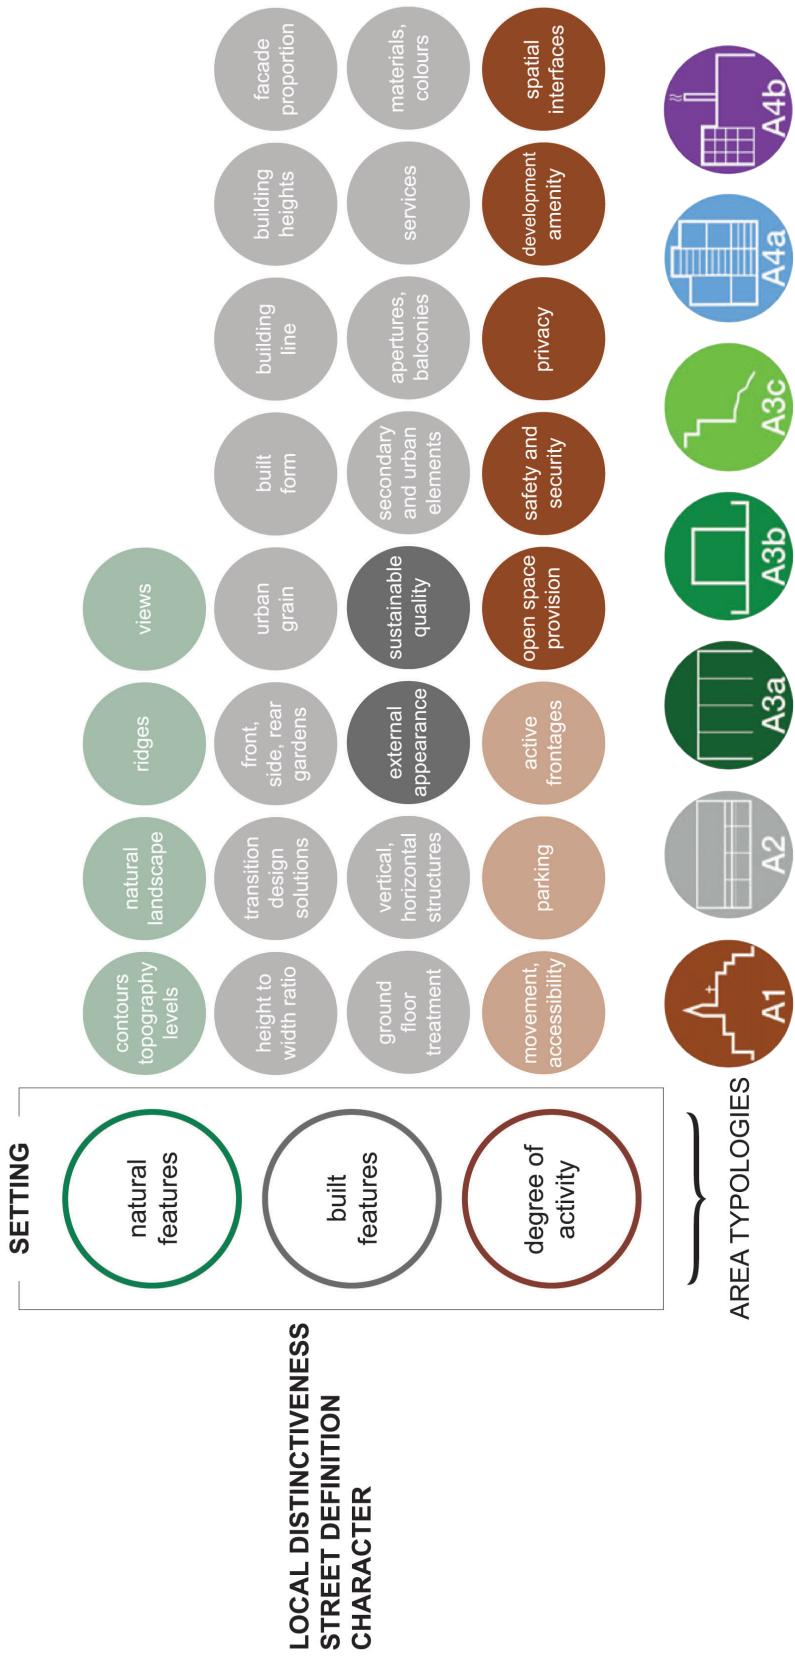 SETTING
LOCAL DISTINCTIVENESS
STREET DEFINITION
CHARACTER
natural
features
contours
topography
levels
natural
landscape
ridges
views
built
features
height to
width ratio
transition
design
solutions
front,
side, rear
gardens
urban
grain
built
form
building
line
building
heights
facade
proportion
ground
floor
treatment
vertical,
horizontal
structures
external
appearance
sustainable
quality
secondary
and urban
elements
apertures,
balconies
services
materials,
colours
degree of
activity
movement,
accessibility
parking
active
frontages
open space
provision
safety and
security
privacy
development
amenity
spatial
interfaces
AREA TYPOLOGIES
A1
A2
A3a
A3b
A3c
A4a
A4b